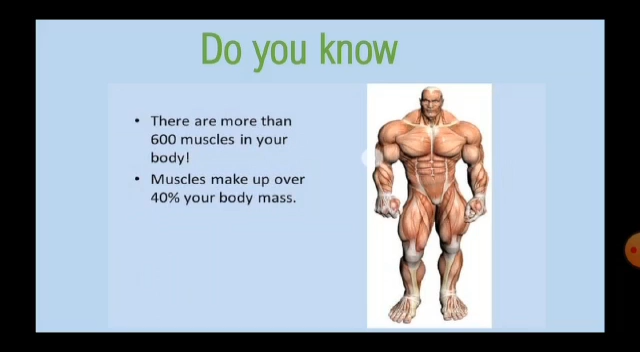 Do you know
• There are more than
600 muscles in your
body!
• Muscles make up over
40% your body mass.